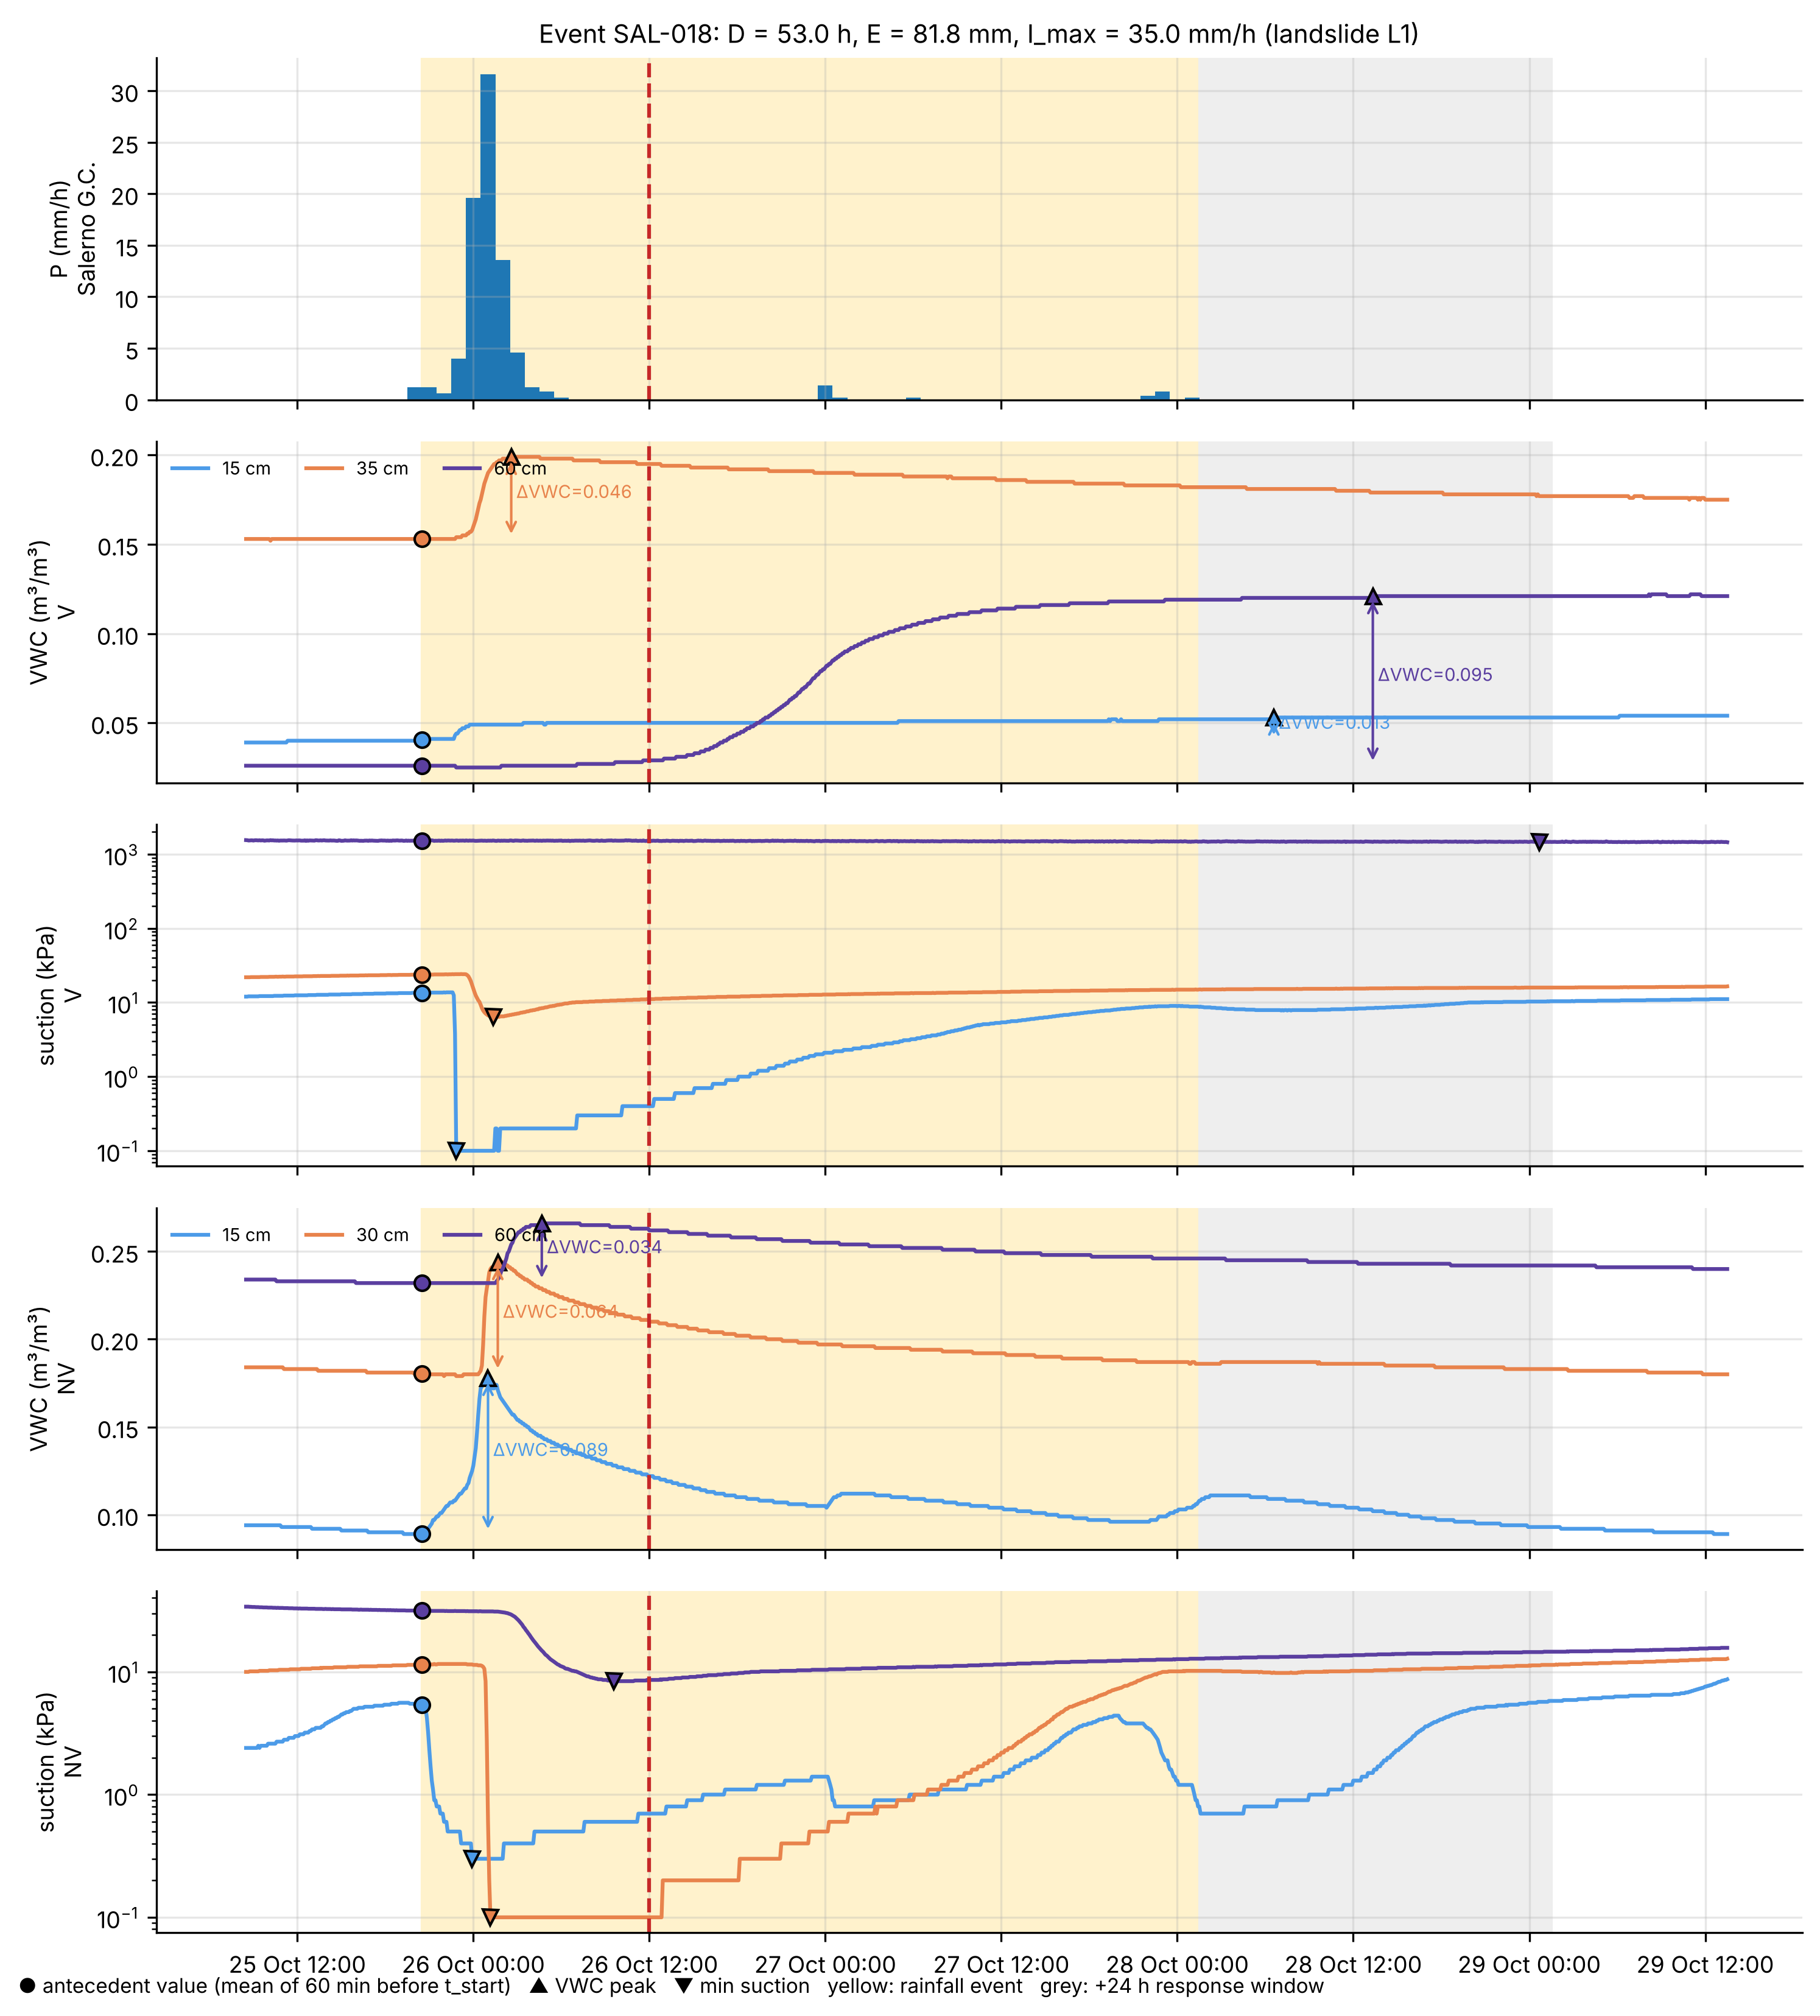 Event SAL-018: D = 53.0 h, E = 81.8 mm, I_max = 35.0 mm/h (landslide L1)
P (mm/h)
Salerno G.C.
30
25
20
15
10
5
0
VWC (m³/m³)
V
15 cm 35 cm 60 cm
0.20
0.15
0.10
0.05
ΔVWC=0.046
ΔVWC=0.095
ΔVWC=0.013
suction (kPa)
V
10³
10²
10¹
10⁰
10⁻¹
VWC (m³/m³)
NV
15 cm 30 cm 60 cm
0.25
0.20
0.15
0.10
ΔVWC=0.034
ΔVWC=0.064
ΔVWC=0.089
suction (kPa)
NV
10¹
10⁰
10⁻¹
25 Oct 12:00 26 Oct 00:00 26 Oct 12:00 27 Oct 00:00 27 Oct 12:00 28 Oct 00:00 28 Oct 12:00 29 Oct 00:00 29 Oct 12:00
● antecedent value (mean of 60 min before t_start) ▲ VWC peak ▼ min suction yellow: rainfall event grey: +24 h response window